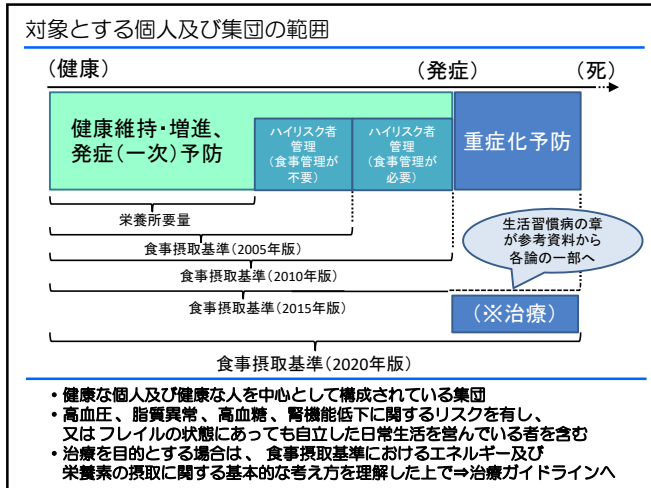 対象とする個人及び集団の範囲
(健康)
(発症)
(死)
健康維持・増進、
発症(一次)予防
ハイリスク者
管理
(食事管理が
不要)
ハイリスク者
管理
(食事管理が
必要)
重症化予防
栄養所要量
食事摂取基準(2005年版)
食事摂取基準(2010年版)
食事摂取基準(2015年版)
生活習慣病の章
が参考資料から
各論の一部へ
(※治療)
食事摂取基準(2020年版)
・健康な個人及び健康な人を中心として構成されている集団
・高血圧、脂質異常、高血糖、腎機能低下に関するリスクを有し、
又はフレイルの状態にあっても自立した日常生活を営んでいる者を含む
・治療を目的とする場合は、食事摂取基準におけるエネルギー及び
栄養素の摂取に関する基本的な考え方を理解した上で⇒治療ガイドラインへ